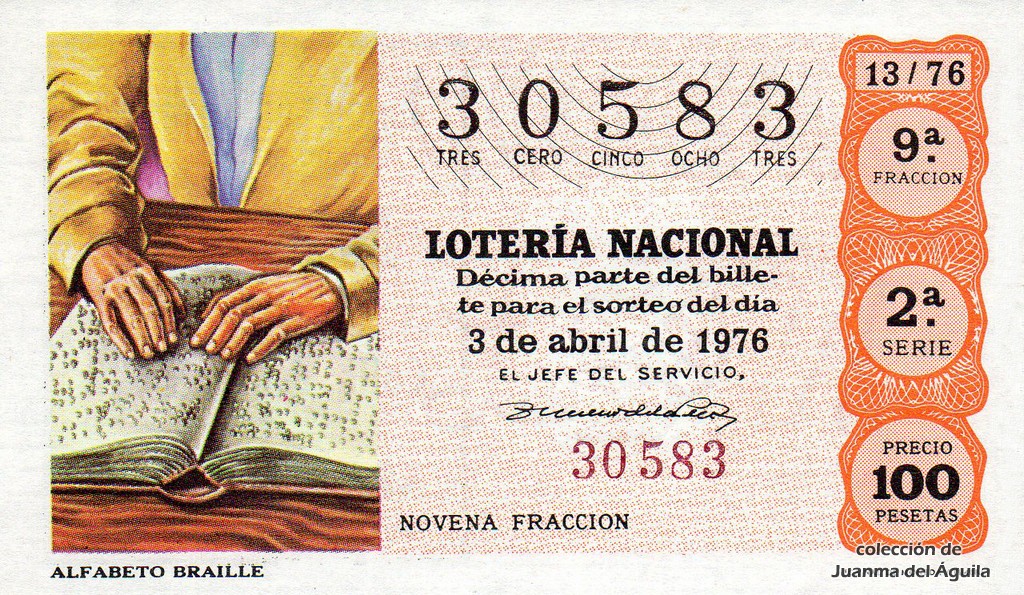 30583
TRES CERO CINCO OCHO TRES
LOTERÍA NACIONAL
Décima parte del bille-
te para el sorteo del día
3 de abril de 1976
EL JEFE DEL SERVICIO,
30583
NOVENA FRACCION
ALFABETO BRAILLE
13/76
9ª.
FRACCION
2ª.
SERIE
PRECIO
100
PESETAS
colección de
Juanma del Águila